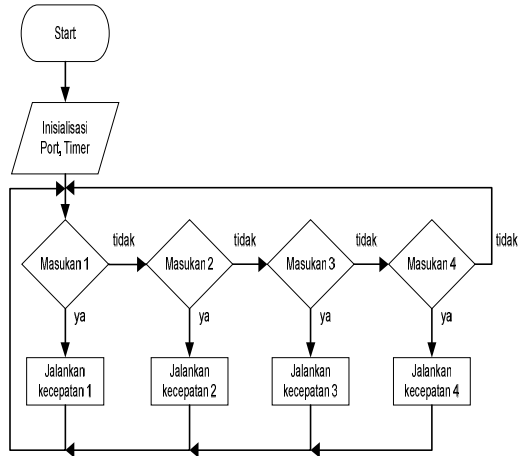 Start
Inisialisasi
Port, Timer
Masukan 1
tidak
Masukan 2
tidak
Masukan 3
tidak
Masukan 4
tidak
ya
ya
ya
ya
Jalankan
kecepatan 1
Jalankan
kecepatan 2
Jalankan
kecepatan 3
Jalankan
kecepatan 4